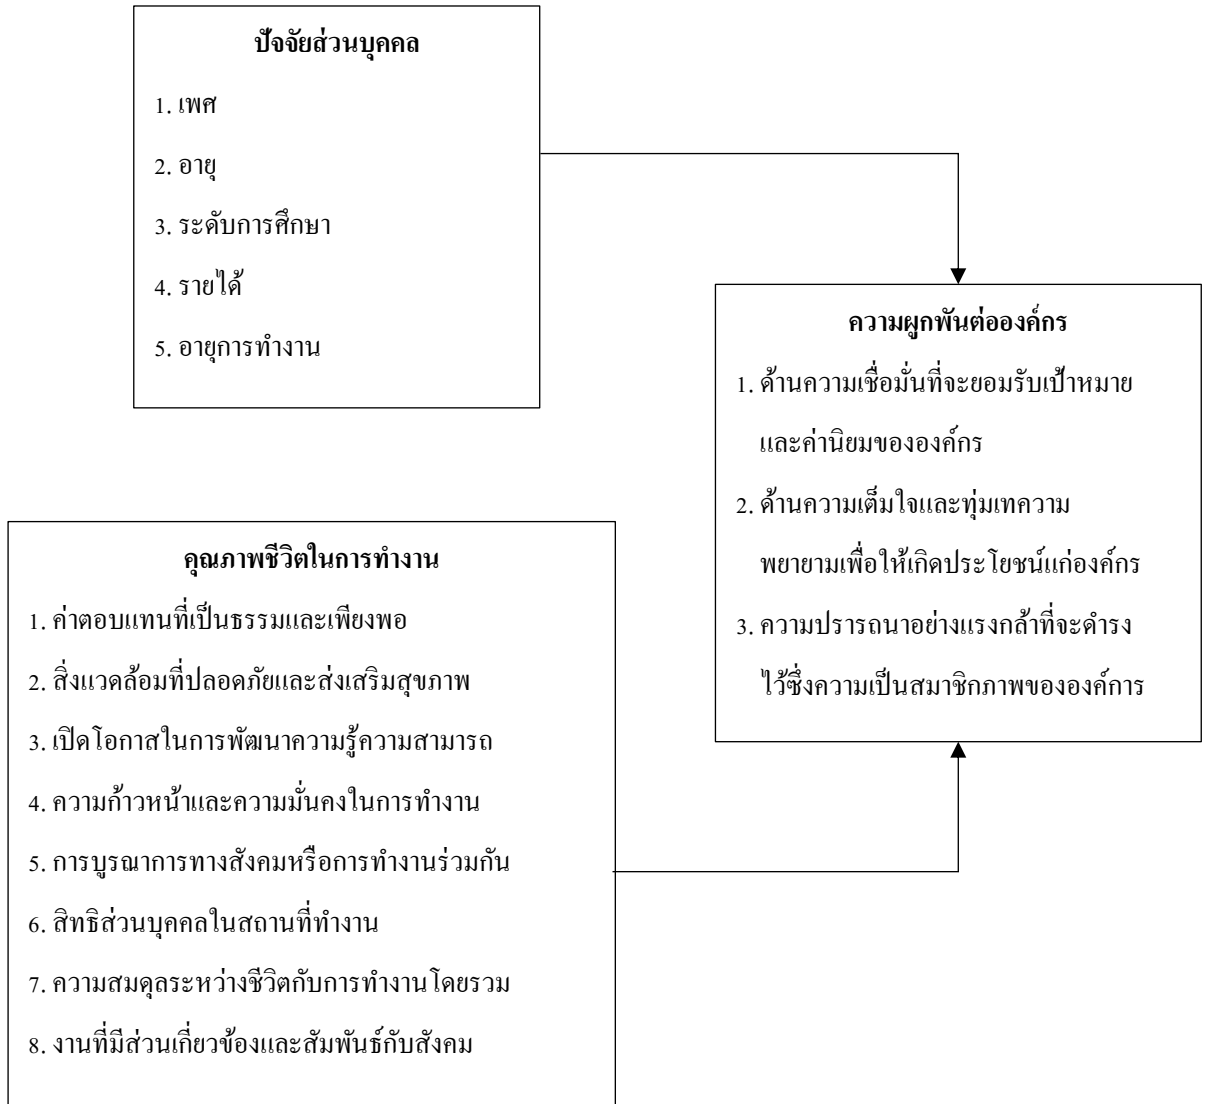 ปัจจัยส่วนบุคคล
1. เพศ
2. อายุ
3. ระดับการศึกษา
4. รายได้
5. อายุการทำงาน
ความผูกพันต่อองค์กร
1. ด้านความเชื่อมั่นที่จะยอมรับเป้าหมาย
และค่านิยมขององค์กร
2. ด้านความเต็มใจและทุ่มเทความ
พยายามเพื่อให้เกิดประโยชน์แก่องค์กร
3. ความปรารถนาอย่างแรงกล้าที่จะดำรง
ไว้ซึ่งความเป็นสมาชิกภาพขององค์การ
คุณภาพชีวิตในการทำงาน
1. ค่าตอบแทนที่เป็นธรรมและเพียงพอ
2. สิ่งแวดล้อมที่ปลอดภัยและส่งเสริมสุขภาพ
3. เปิดโอกาสในการพัฒนาความรู้ความสามารถ
4. ความก้าวหน้าและความมั่นคงในการทำงาน
5. การบูรณาการทางสังคมหรือการทำงานร่วมกัน
6. สิทธิส่วนบุคคลในสถานที่ทำงาน
7. ความสมดุลระหว่างชีวิตกับการทำงานโดยรวม
8. งานที่มีส่วนเกี่ยวข้องและสัมพันธ์กับสังคม